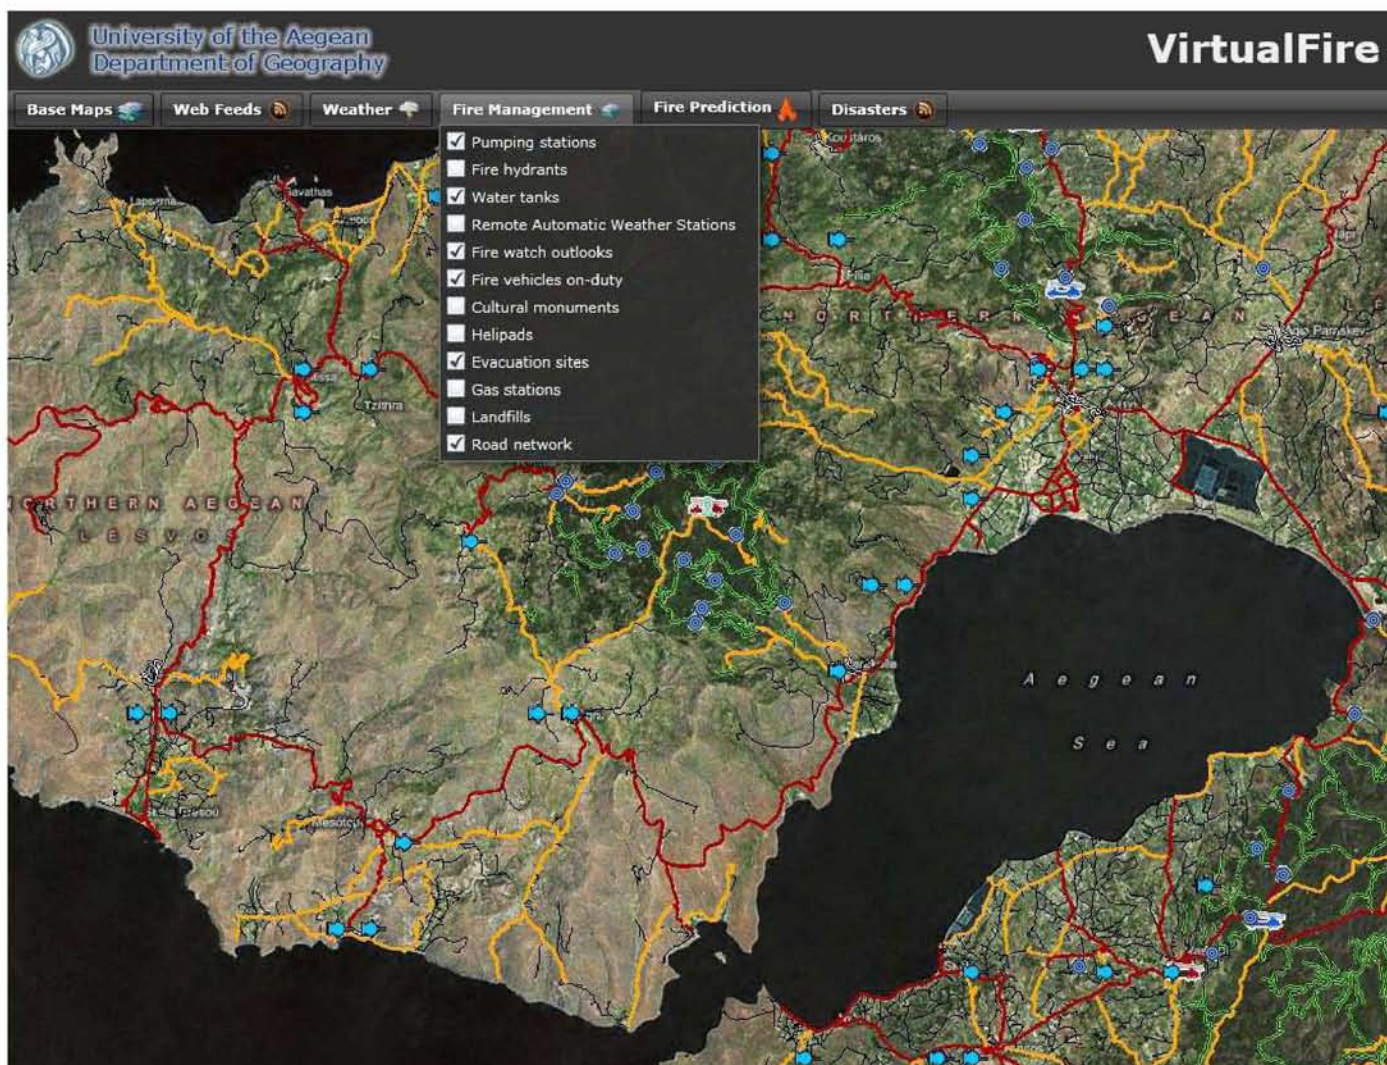 University of the Aegean
Department of Geography
VirtualFire
Base Maps
Web Feeds
Weather
Fire Management
Fire Prediction
Disasters
Pumping stations
Fire hydrants
Water tanks
Remote Automatic Weather Stations
Fire watch outlooks
Fire vehicles on-duty
Cultural monuments
Helipads
Evacuation sites
Gas stations
Landfills
Road network
Tzithra
NORTHERN AEGEAN
Aegean
Sea